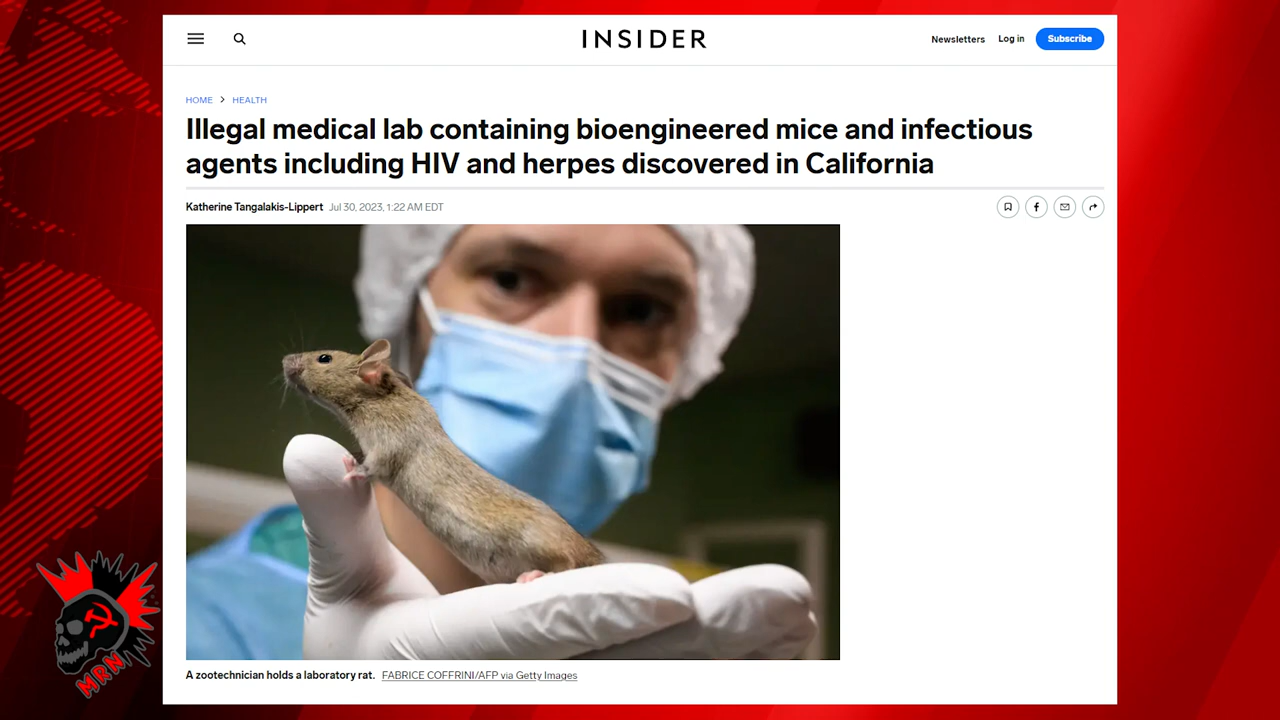 INSIDER
Newsletters
Log in
Subscribe
HOME > HEALTH
Illegal medical lab containing bioengineered mice and infectious
agents including HIV and herpes discovered in California
Katherine Tangalakis-Lippert Jul 30, 2023, 1:22 AM EDT
A zootechnician holds a laboratory rat. FABRICE COFFRINI/AFP via Getty Images
MRN